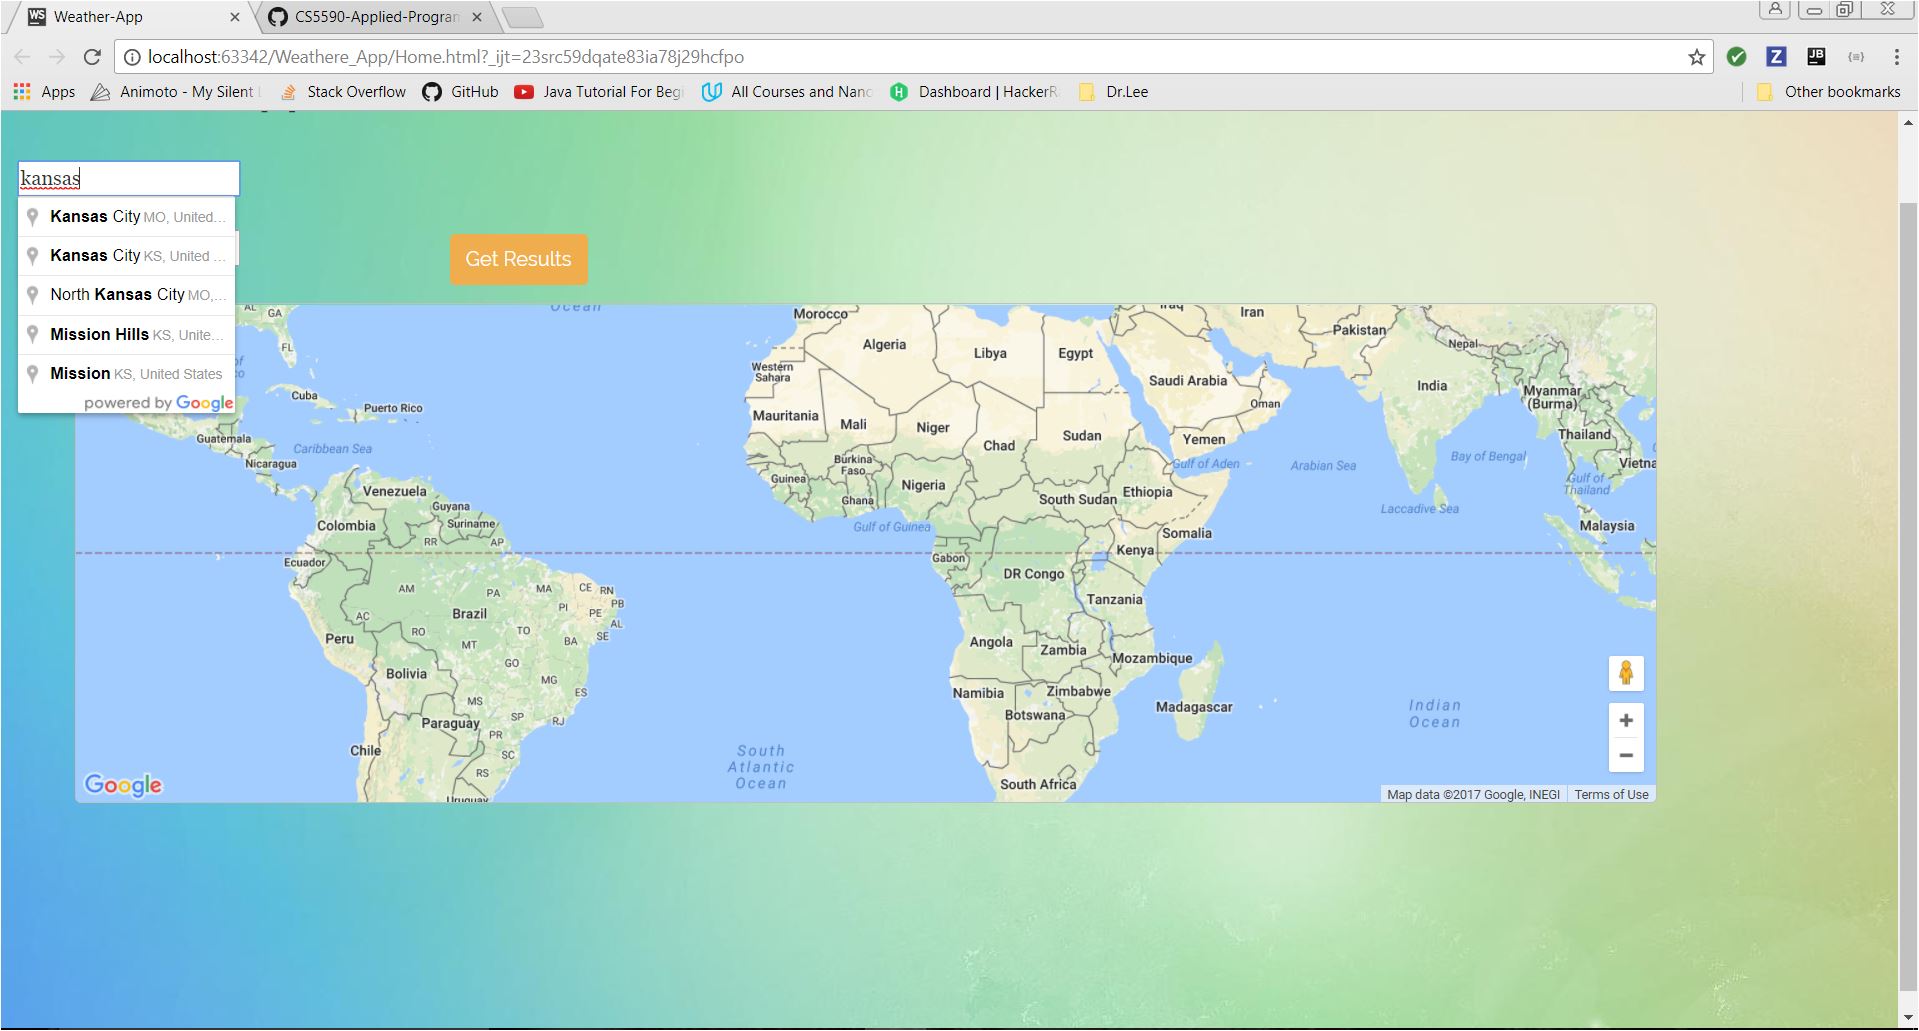 WS Weather-App
CS5590-Applied-Program
localhost:63342/Weathere_App/Home.html?_ijt=23src59dqate83ia78j29hcfpo
Z
JB
Apps
Animoto - My Silent
Stack Overflow
GitHub
Java Tutorial For Begi
All Courses and Nano
Dashboard | HackerR
Dr.Lee
Other bookmarks
kansas
Kansas City MO, United...
Kansas City KS, United ...
North Kansas City MO,...
Mission Hills KS, Unite...
Mission KS, United States
powered by Google
Get Results
AL
GA
FL
Ocean
Morocco
Iraq
Iran
Pakistan
Nepal
Algeria
Libya
Egypt
Western
Sahara
Saudi Arabia
India
Myanmar
(Burma)
of
co
Cuba
Puerto Rico
Mauritania
Mali
Niger
Chad
Sudan
Oman
Yemen
Thailand
Guatemala
Caribbean Sea
Nicaragua
Burkina
Faso
Gulf of Aden
Arabian Sea
Bay of Bengal
Vietna
Guinea
Ghana
Nigeria
South Sudan
Ethiopia
Gulf of
Thailand
Venezuela
Guyana
Suriname
Colombia
Gulf of Guinea
Somalia
Laccadive Sea
Malaysia
RR
AP
Ecuador
Gabon
Kenya
DR Congo
AM
PA
MA
CE
RN
PB
PI
PE
AL
SE
Brazil
Tanzania
AC
RO
TO
BA
Peru
MT
GO
Angola
Zambia
Mozambique
Bolivia
MG
ES
MS
SP
RJ
Namibia
Zimbabwe
Botswana
Madagascar
Indian
Ocean
Paraguay
PR
SC
Chile
RS
South
Atlantic
Ocean
South Africa
Uruguay
Google
Map data ©2017 Google, INEGI
Terms of Use